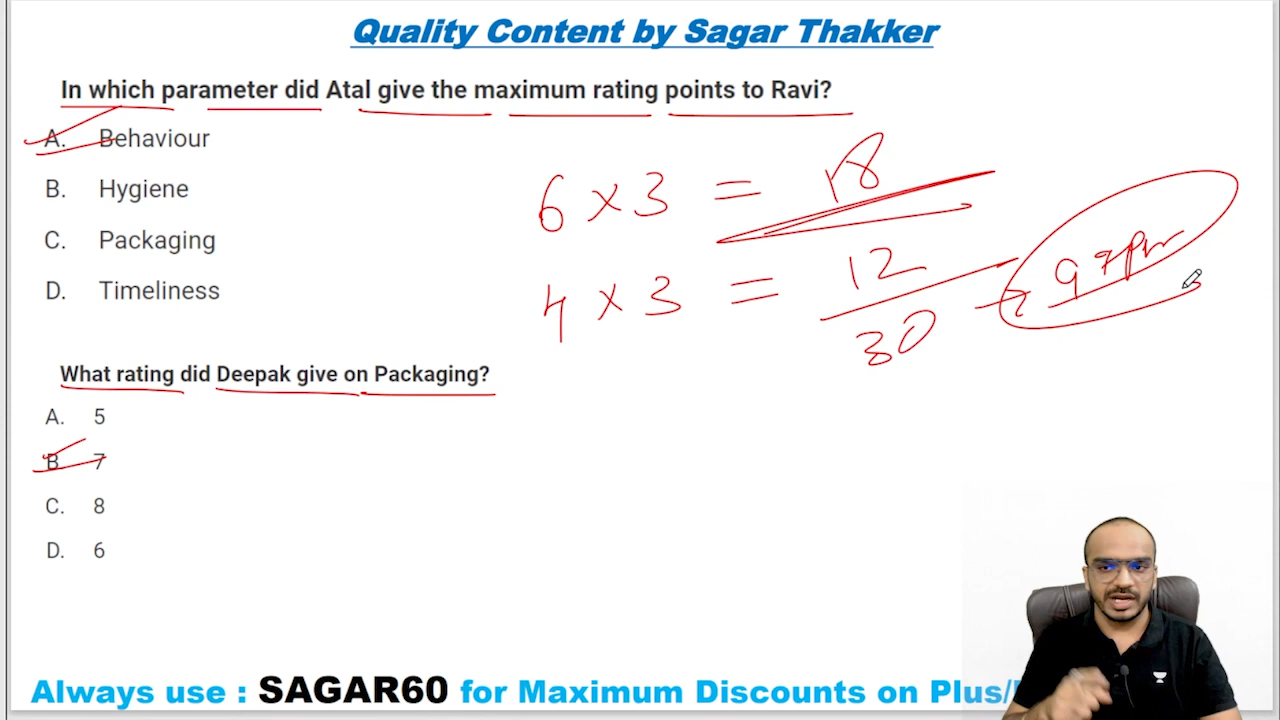 Quality Content by Sagar Thakker
In which parameter did Atal give the maximum rating points to Ravi?
A. Behaviour
B. Hygiene
C. Packaging
D. Timeliness
6 × 3 = 18
4 × 3 = 12
30
What rating did Deepak give on Packaging?
A. 5
B. 7
C. 8
D. 6
Always use : SAGAR60 for Maximum Discounts on Plus/